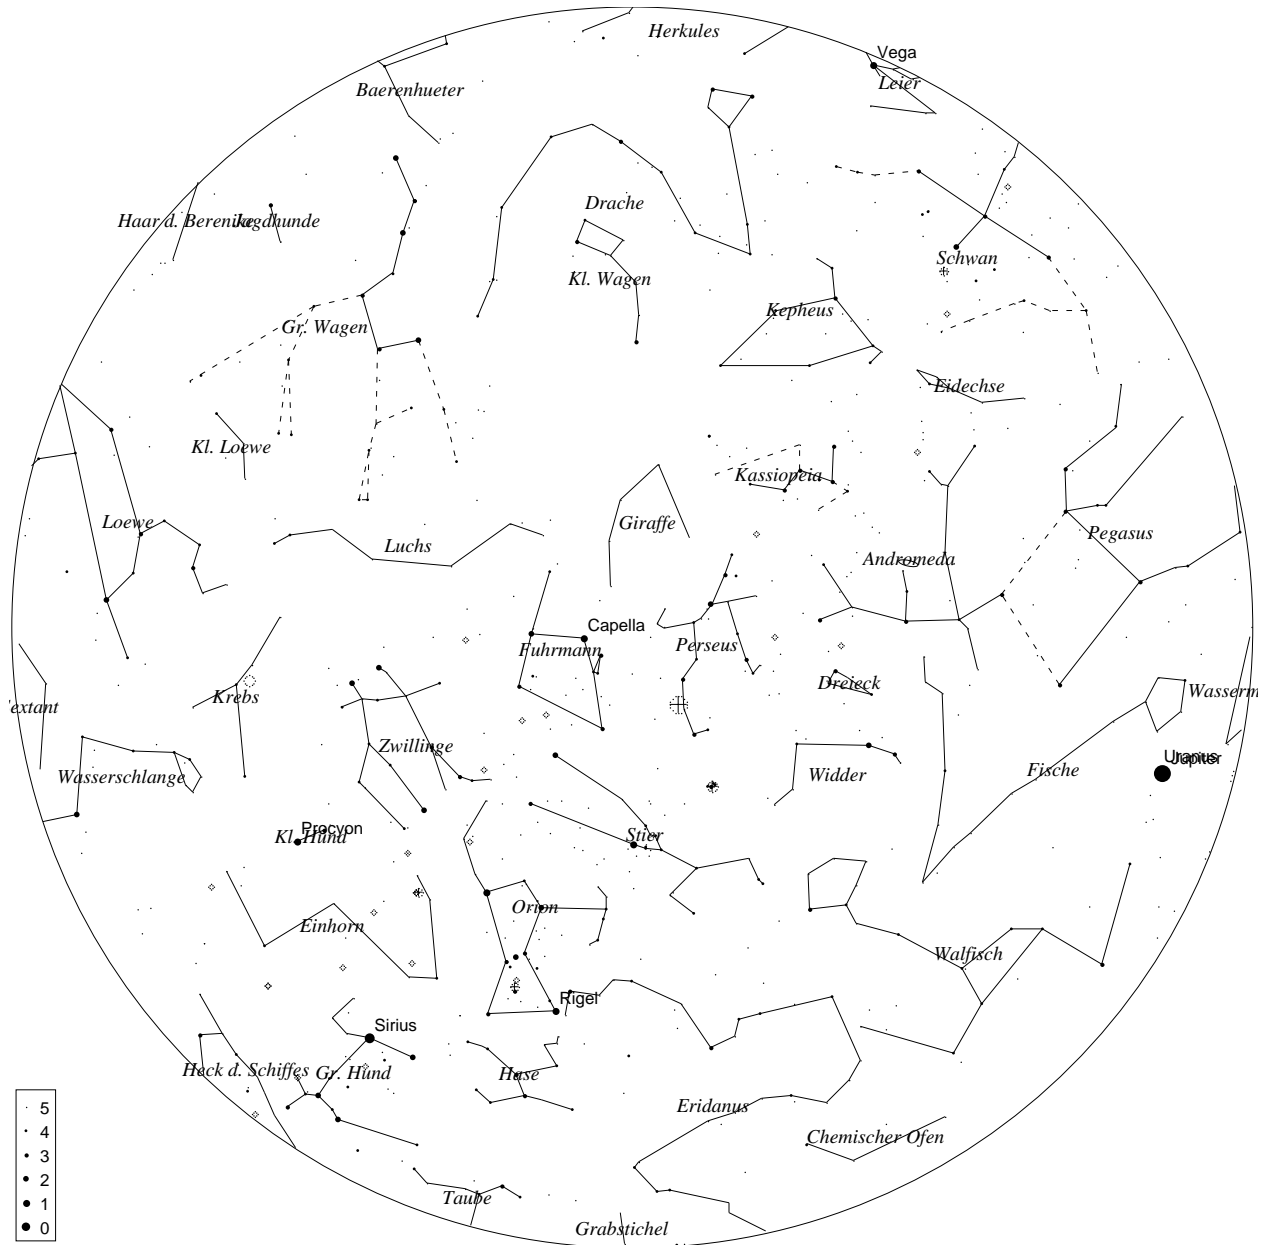 Herkules
Vega
Leier
Baerenhueter
Drache
Haar d. Berenike
Jagdhunde
Schwan
Kl. Wagen
Kepheus
Gr. Wagen
Eidechse
Kl. Loewe
Kassiopeia
Loewe
Giraffe
Pegasus
Luchs
Andromeda
Capella
Fuhrmann
Perseus
Dreieck
Krebs
Wasserm
extant
Zwillinge
Uranus
Jupiter
Wasserschlange
Widder
Fische
Procyon
Kl. Hund
Stier
Orion
Einhorn
Walfisch
Rigel
Sirius
Heck d. Schiffes
Gr. Hund
Hase
Eridanus
Chemischer Ofen
Taube
Grabstichel
5
4
3
2
1
0